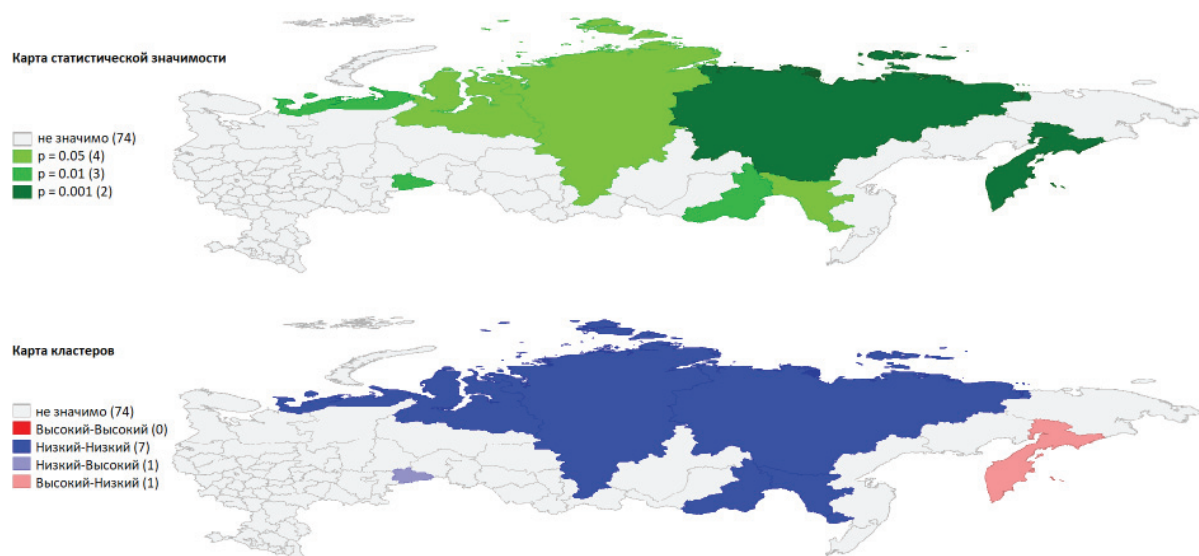 Карта статистической значимости
не значимо (74)
p = 0.05 (4)
p = 0.01 (3)
p = 0.001 (2)
Карта кластеров
не значимо (74)
Высокий-Высокий (0)
Низкий-Низкий (7)
Низкий-Высокий (1)
Высокий-Низкий (1)